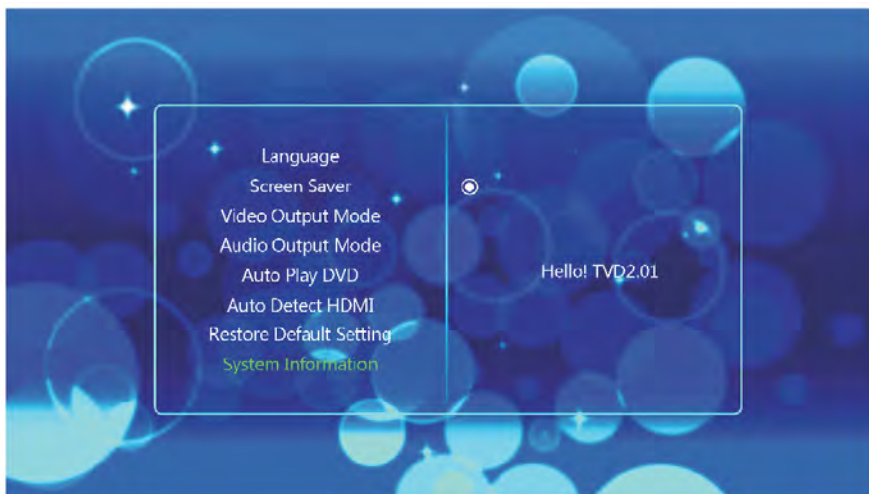 Language
Screen Saver
Video Output Mode
Audio Output Mode
Auto Play DVD
Auto Detect HDMI
Restore Default Setting
System Information
Hello! TVD2.01